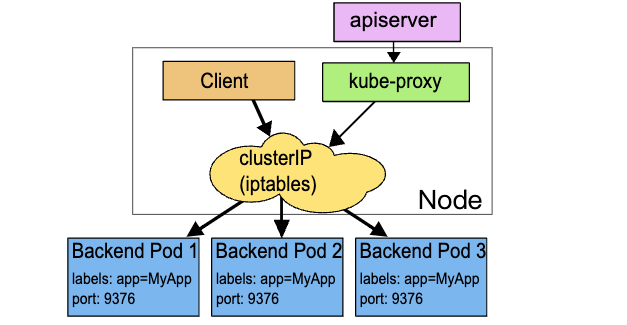 apiserver
Client
kube-proxy
clusterIP
(iptables)
Node
Backend Pod 1
labels: app=MyApp
port: 9376
Backend Pod 2
labels: app=MyApp
port: 9376
Backend Pod 3
labels: app=MyApp
port: 9376